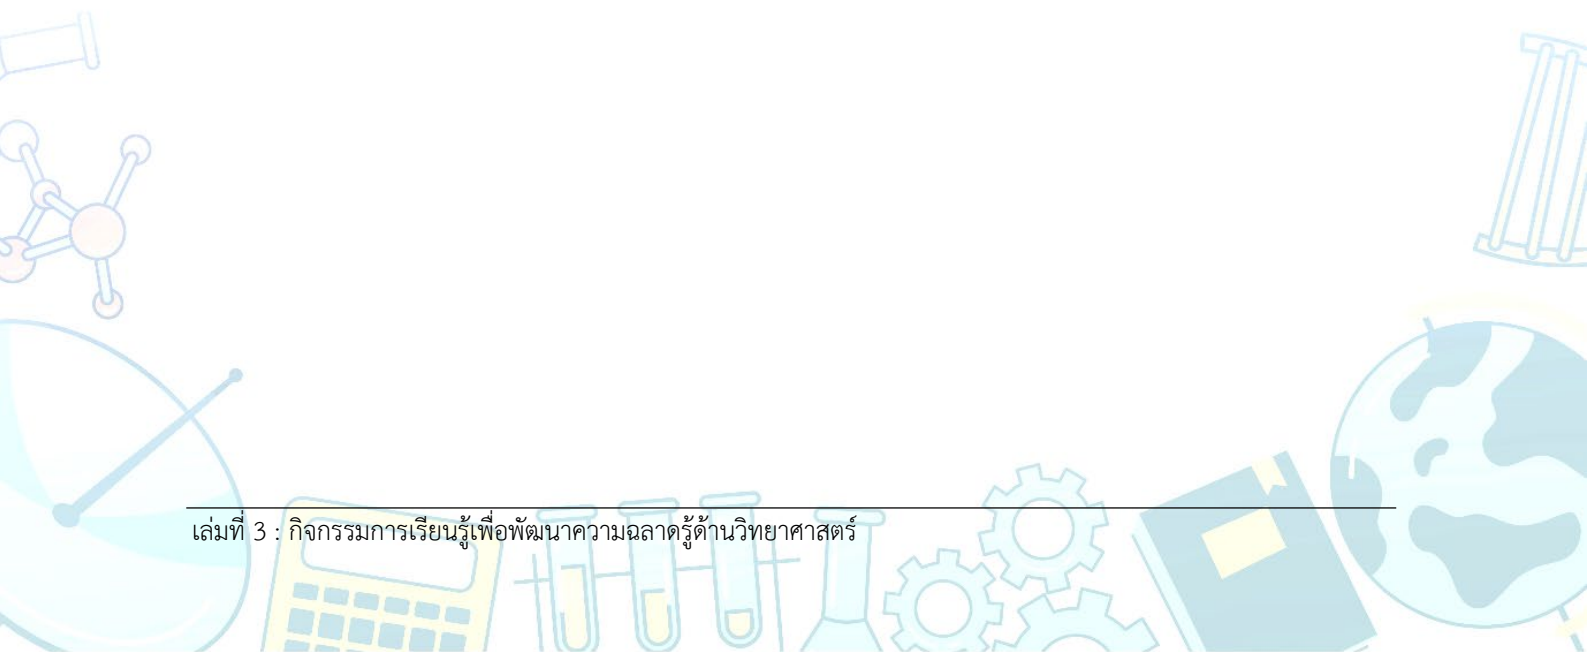 เล่มที่ 3 : กิจกรรมการเรียนรู้เพื่อพัฒนาความฉลาดรู้ด้านวิทยาศาสตร์